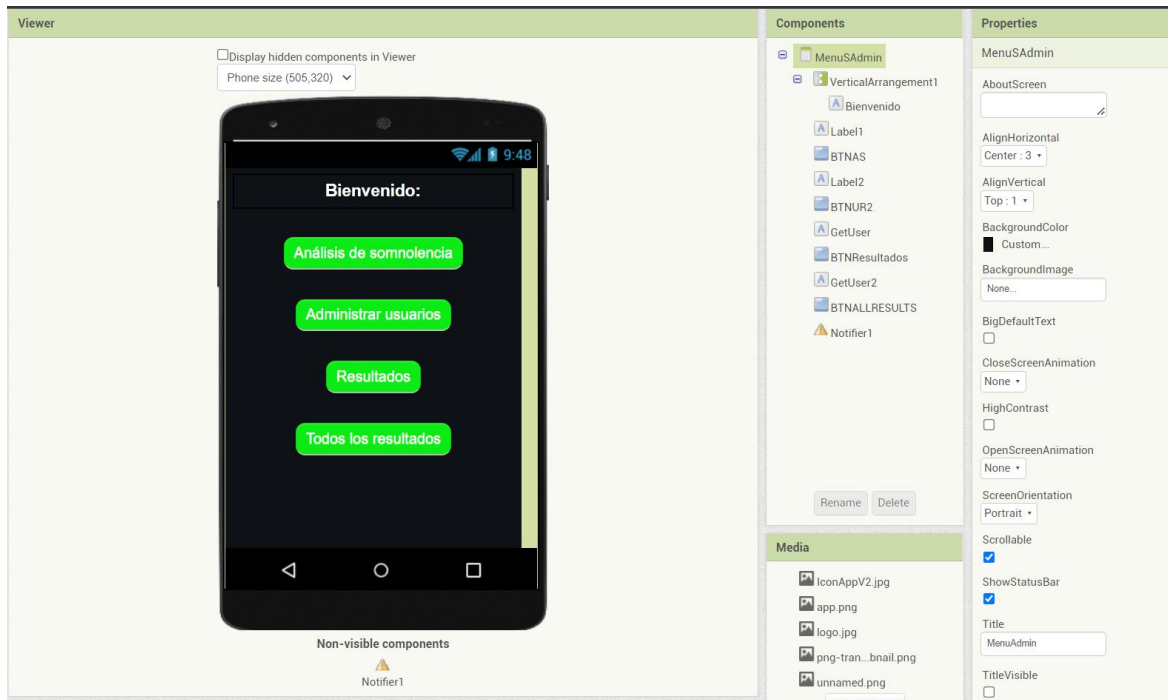 Viewer
Display hidden components in Viewer
Phone size (505,320)
9:48
Bienvenido:
Análisis de somnolencia
Administrar usuarios
Resultados
Todos los resultados
Non-visible components
Notifier1
Components
MenuSAdmin
VerticalArrangement1
A Bienvenido
A Label1
BTNAS
A Label2
BTNUR2
A GetUser
BTNResultados
A GetUser2
BTNALLRESULTS
Notifier1
Rename Delete
Media
IconAppV2.jpg
app.png
logo.jpg
png-tran...bnail.png
unnamed.png
Properties
MenuSAdmin
AboutScreen
AlignHorizontal
Center : 3
AlignVertical
Top : 1
BackgroundColor
Custom...
BackgroundImage
None...
BigDefaultText
CloseScreenAnimation
None
HighContrast
OpenScreenAnimation
None
ScreenOrientation
Portrait
Scrollable
ShowStatusBar
Title
MenuAdmin
TitleVisible